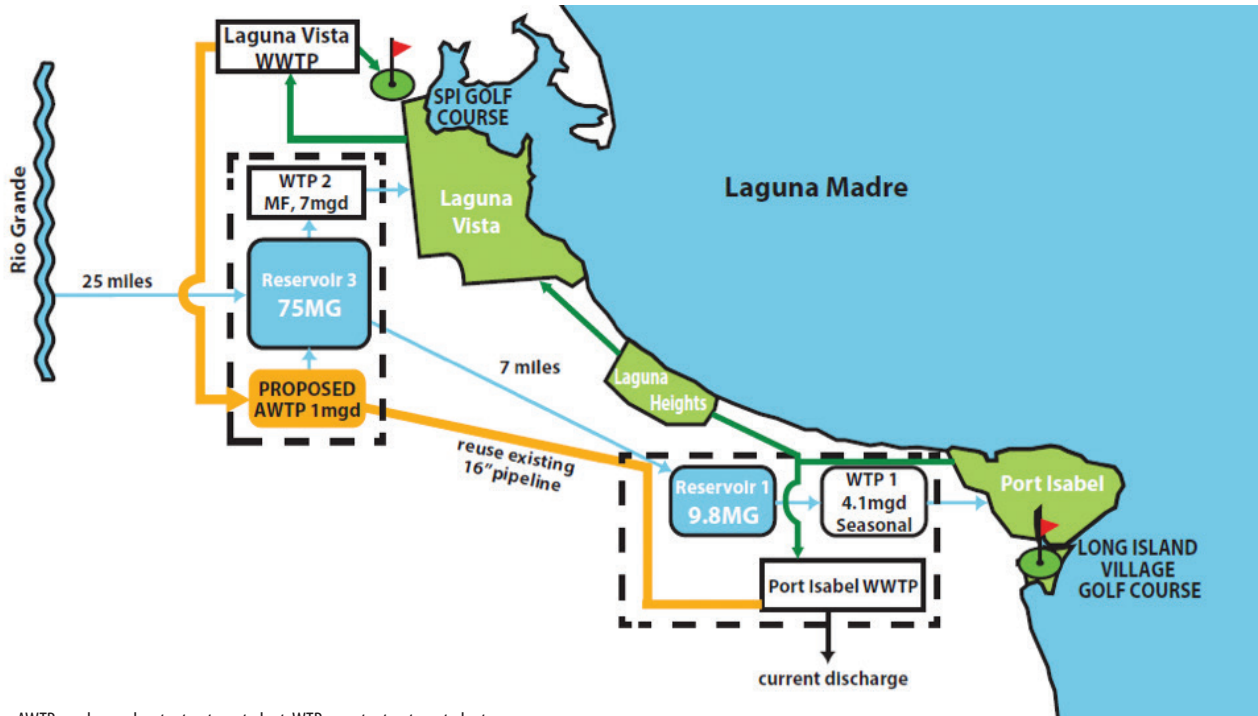 Laguna Vista
WWTP
SPI GOLF
COURSE
Rio Grande
WTP 2
MF, 7mgd
Laguna
Vista
Laguna Madre
25 miles
Reservoir 3
75MG
7 miles
Laguna
Heights
PROPOSED
AWTP 1mgd
reuse existing
16" pipeline
Reservoir 1
9.8MG
WTP 1
4.1mgd
Seasonal
Port Isabel
LONG ISLAND
VILLAGE
GOLF COURSE
Port Isabel WWTP
current discharge